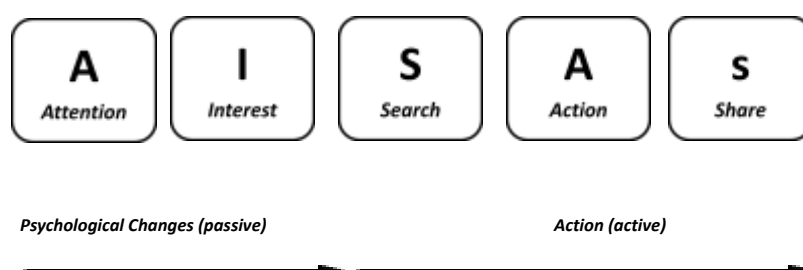 A I S A s
Attention Interest Search Action Share
Psychological Changes (passive) Action (active)